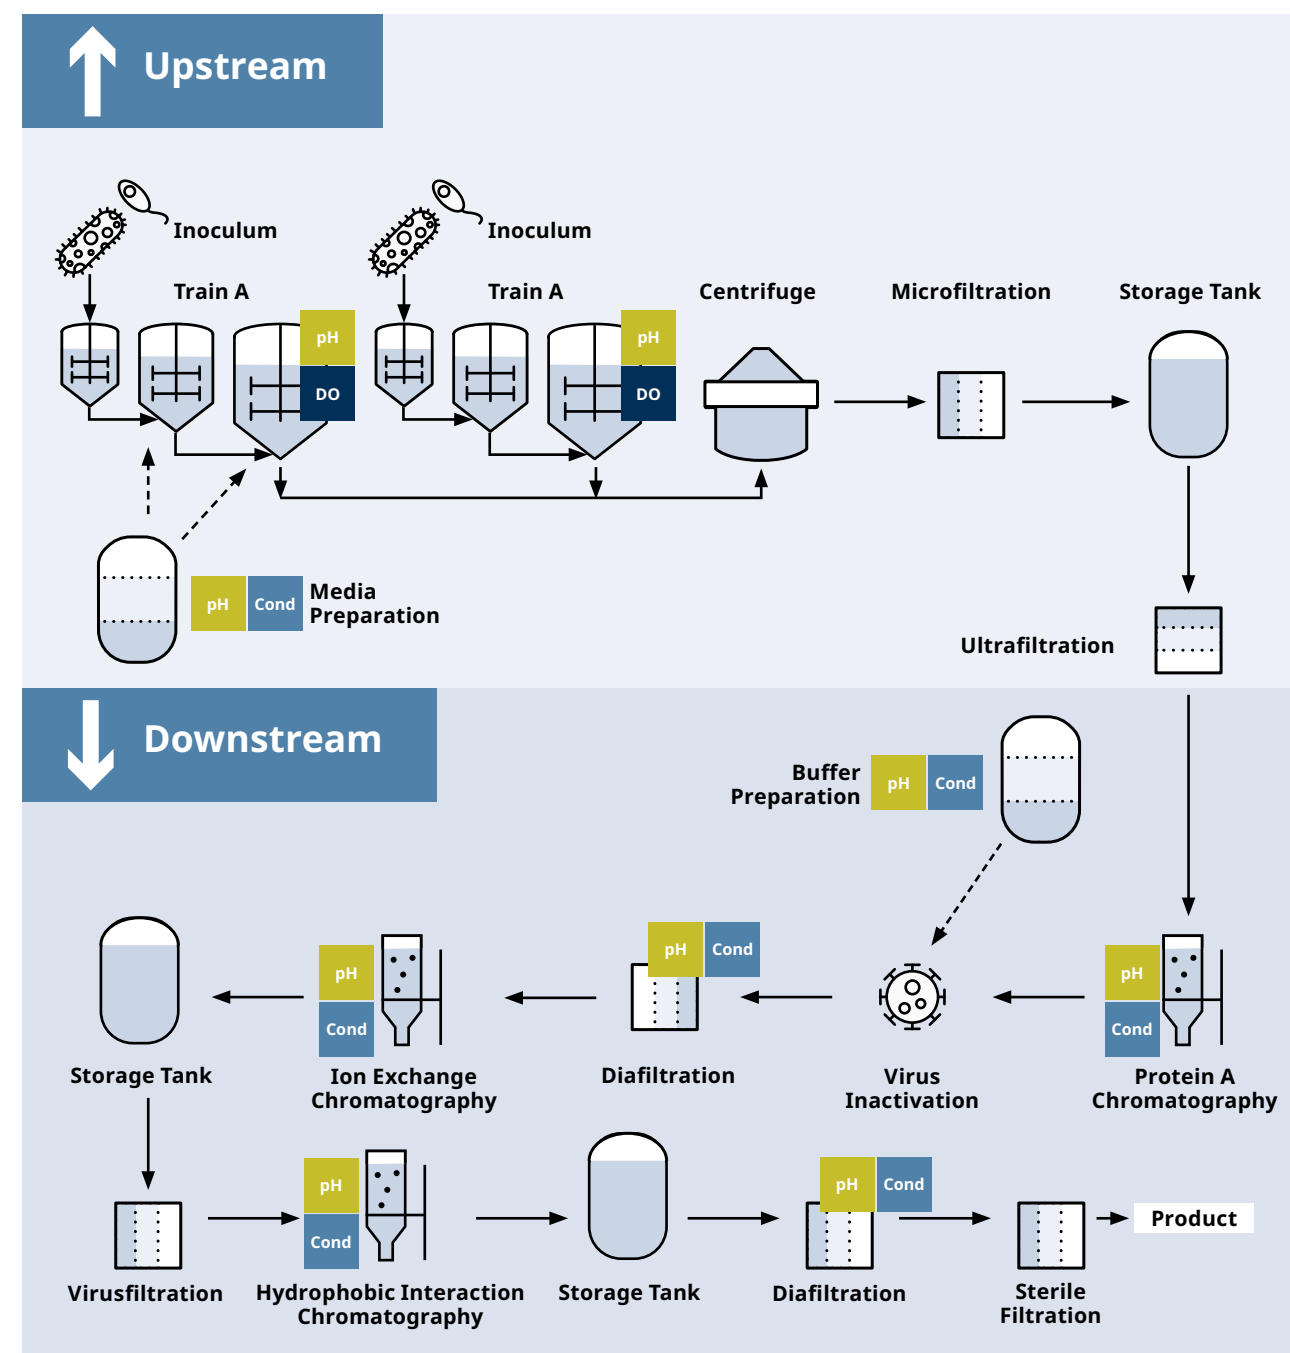 Upstream
Inoculum
Inoculum
Train A
Train A
Centrifuge
Microfiltration
Storage Tank
pH
DO
pH
DO
pH
Cond
Media
Preparation
Ultrafiltration
Downstream
Buffer
Preparation
pH
Cond
pH
Cond
pH
Cond
pH
Cond
Storage Tank
Ion Exchange
Chromatography
Diafiltration
Virus
Inactivation
Protein A
Chromatography
pH
Cond
pH
Cond
Product
Virusfiltration
Hydrophobic Interaction
Chromatography
Storage Tank
Diafiltration
Sterile
Filtration